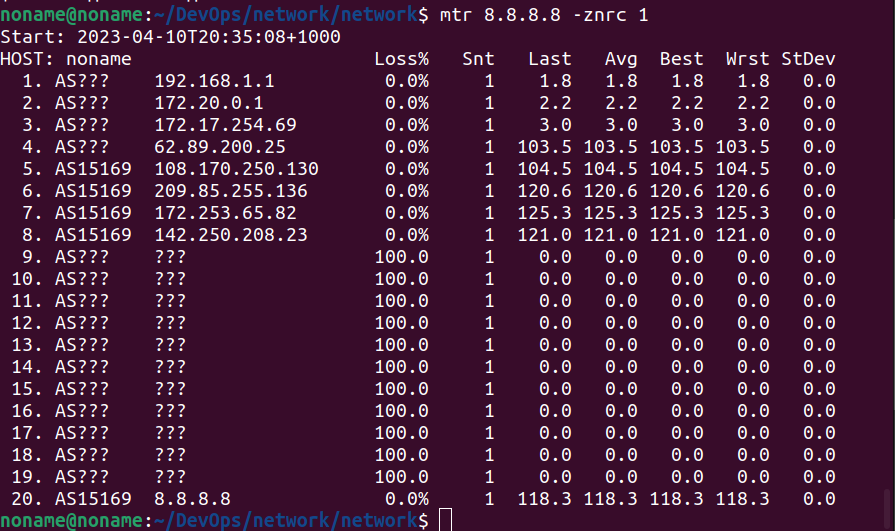 noname@noname:~/DevOps/network/network$ mtr 8.8.8.8 -znrc 1
Start: 2023-04-10T20:35:08+1000
HOST: noname Loss% Snt Last Avg Best Wrst StDev
1. AS??? 192.168.1.1 0.0% 1 1.8 1.8 1.8 1.8 0.0
2. AS??? 172.20.0.1 0.0% 1 2.2 2.2 2.2 2.2 0.0
3. AS??? 172.17.254.69 0.0% 1 3.0 3.0 3.0 3.0 0.0
4. AS??? 62.89.200.25 0.0% 1 103.5 103.5 103.5 103.5 0.0
5. AS15169 108.170.250.130 0.0% 1 104.5 104.5 104.5 104.5 0.0
6. AS15169 209.85.255.136 0.0% 1 120.6 120.6 120.6 120.6 0.0
7. AS15169 172.253.65.82 0.0% 1 125.3 125.3 125.3 125.3 0.0
8. AS15169 142.250.208.23 0.0% 1 121.0 121.0 121.0 121.0 0.0
9. AS??? ??? 100.0 1 0.0 0.0 0.0 0.0 0.0
10. AS??? ??? 100.0 1 0.0 0.0 0.0 0.0 0.0
11. AS??? ??? 100.0 1 0.0 0.0 0.0 0.0 0.0
12. AS??? ??? 100.0 1 0.0 0.0 0.0 0.0 0.0
13. AS??? ??? 100.0 1 0.0 0.0 0.0 0.0 0.0
14. AS??? ??? 100.0 1 0.0 0.0 0.0 0.0 0.0
15. AS??? ??? 100.0 1 0.0 0.0 0.0 0.0 0.0
16. AS??? ??? 100.0 1 0.0 0.0 0.0 0.0 0.0
17. AS??? ??? 100.0 1 0.0 0.0 0.0 0.0 0.0
18. AS??? ??? 100.0 1 0.0 0.0 0.0 0.0 0.0
19. AS??? ??? 100.0 1 0.0 0.0 0.0 0.0 0.0
20. AS15169 8.8.8.8 0.0% 1 118.3 118.3 118.3 118.3 0.0
noname@noname:~/DevOps/network/network$